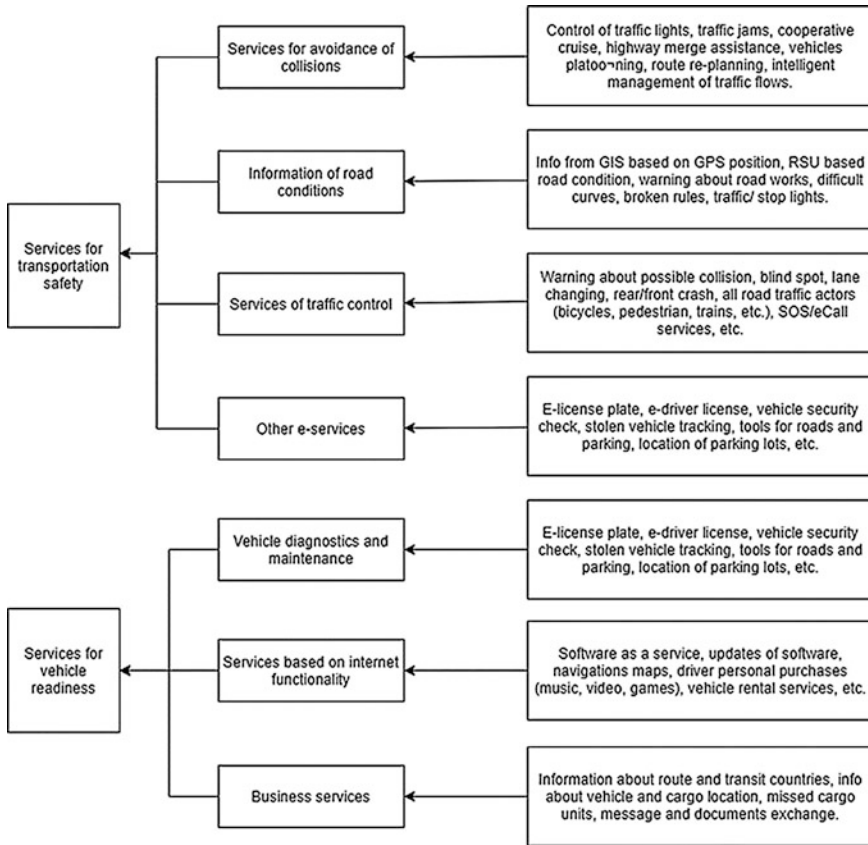 Services for avoidance of
collisions
Control of traffic lights, traffic jams, cooperative
cruise, highway merge assistance, vehicles
platoo¬ning, route re-planning, intelligent
management of traffic flows.
Information of road
conditions
Info from GIS based on GPS position, RSU based
road condition, warning about road works, difficult
curves, broken rules, traffic/ stop lights.
Services for
transportation
safety
Services of traffic control
Warning about possible collision, blind spot, lane
changing, rear/front crash, all road traffic actors
(bicycles, pedestrian, trains, etc.), SOS/eCall
services, etc.
Other e-services
E-license plate, e-driver license, vehicle security
check, stolen vehicle tracking, tools for roads and
parking, location of parking lots, etc.
Vehicle diagnostics and
maintenance
E-license plate, e-driver license, vehicle security
check, stolen vehicle tracking, tools for roads and
parking, location of parking lots, etc.
Services for
vehicle
readiness
Services based on internet
functionality
Software as a service, updates of software,
navigations maps, driver personal purchases
(music, video, games), vehicle rental services, etc.
Business services
Information about route and transit countries, info
about vehicle and cargo location, missed cargo
units, message and documents exchange.